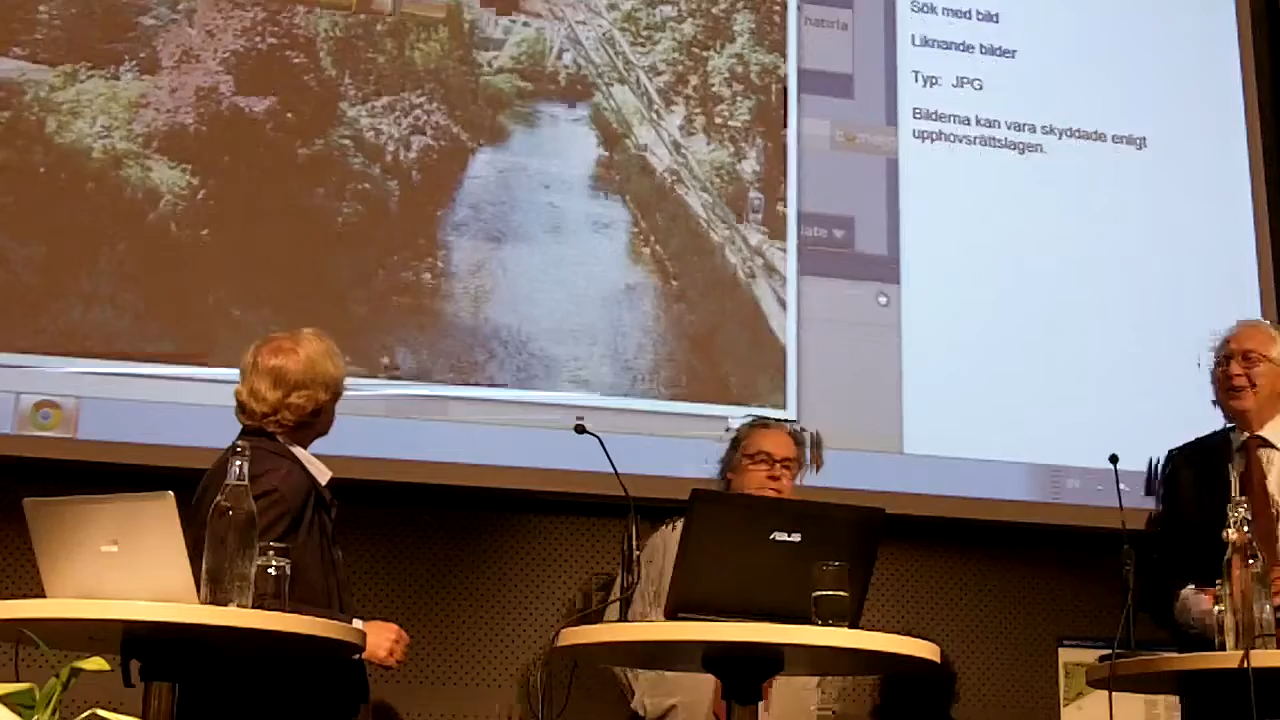 Sök med bild
Liknande bilder
Typ: JPG
Bilderna kan vara skyddade enligt
upphovsrättslagen.
ASUS